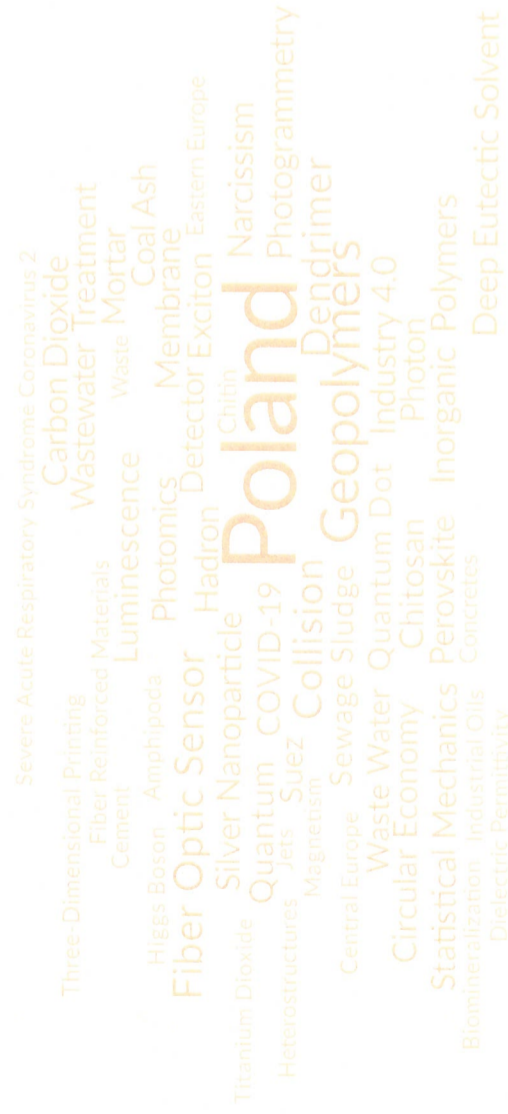 Severe Acute Respiratory Syndrome Coronavirus 2
Carbon Dioxide
Three-Dimensional Printing
Wastewater Treatment
Fiber Reinforced Materials
Mortar
Waste
Cement
Luminescence
Coal Ash
Amphipoda
Membrane
Photomics
Higgs Boson
Eastern Europe
Exciton
Detector
Hadron
Fiber Optic Sensor
Narcissism
Chitin
Silver Nanoparticle
Titanium Dioxide
Poland
Photogrammetry
COVID-19
Quantum
Jets
Suez
Heterostructures
Dendrimer
Collision
Magnetism
Geopolymers
Sewage Sludge
Central Europe
Industry 4.0
Quantum Dot
Waste Water
Photon
Chitosan
Circular Economy
Inorganic Polymers
Perovskite
Statistical Mechanics
Concretes
Industrial Oils
Biomineralization
Deep Eutectic Solvent
Dielectric Permittivity